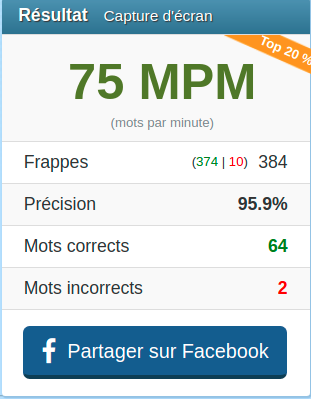 Résultat Capture d'écran
Top 20 %
75 MPM
(mots par minute)
Frappes (374 | 10) 384
Précision 95.9%
Mots corrects 64
Mots incorrects 2
Partager sur Facebook